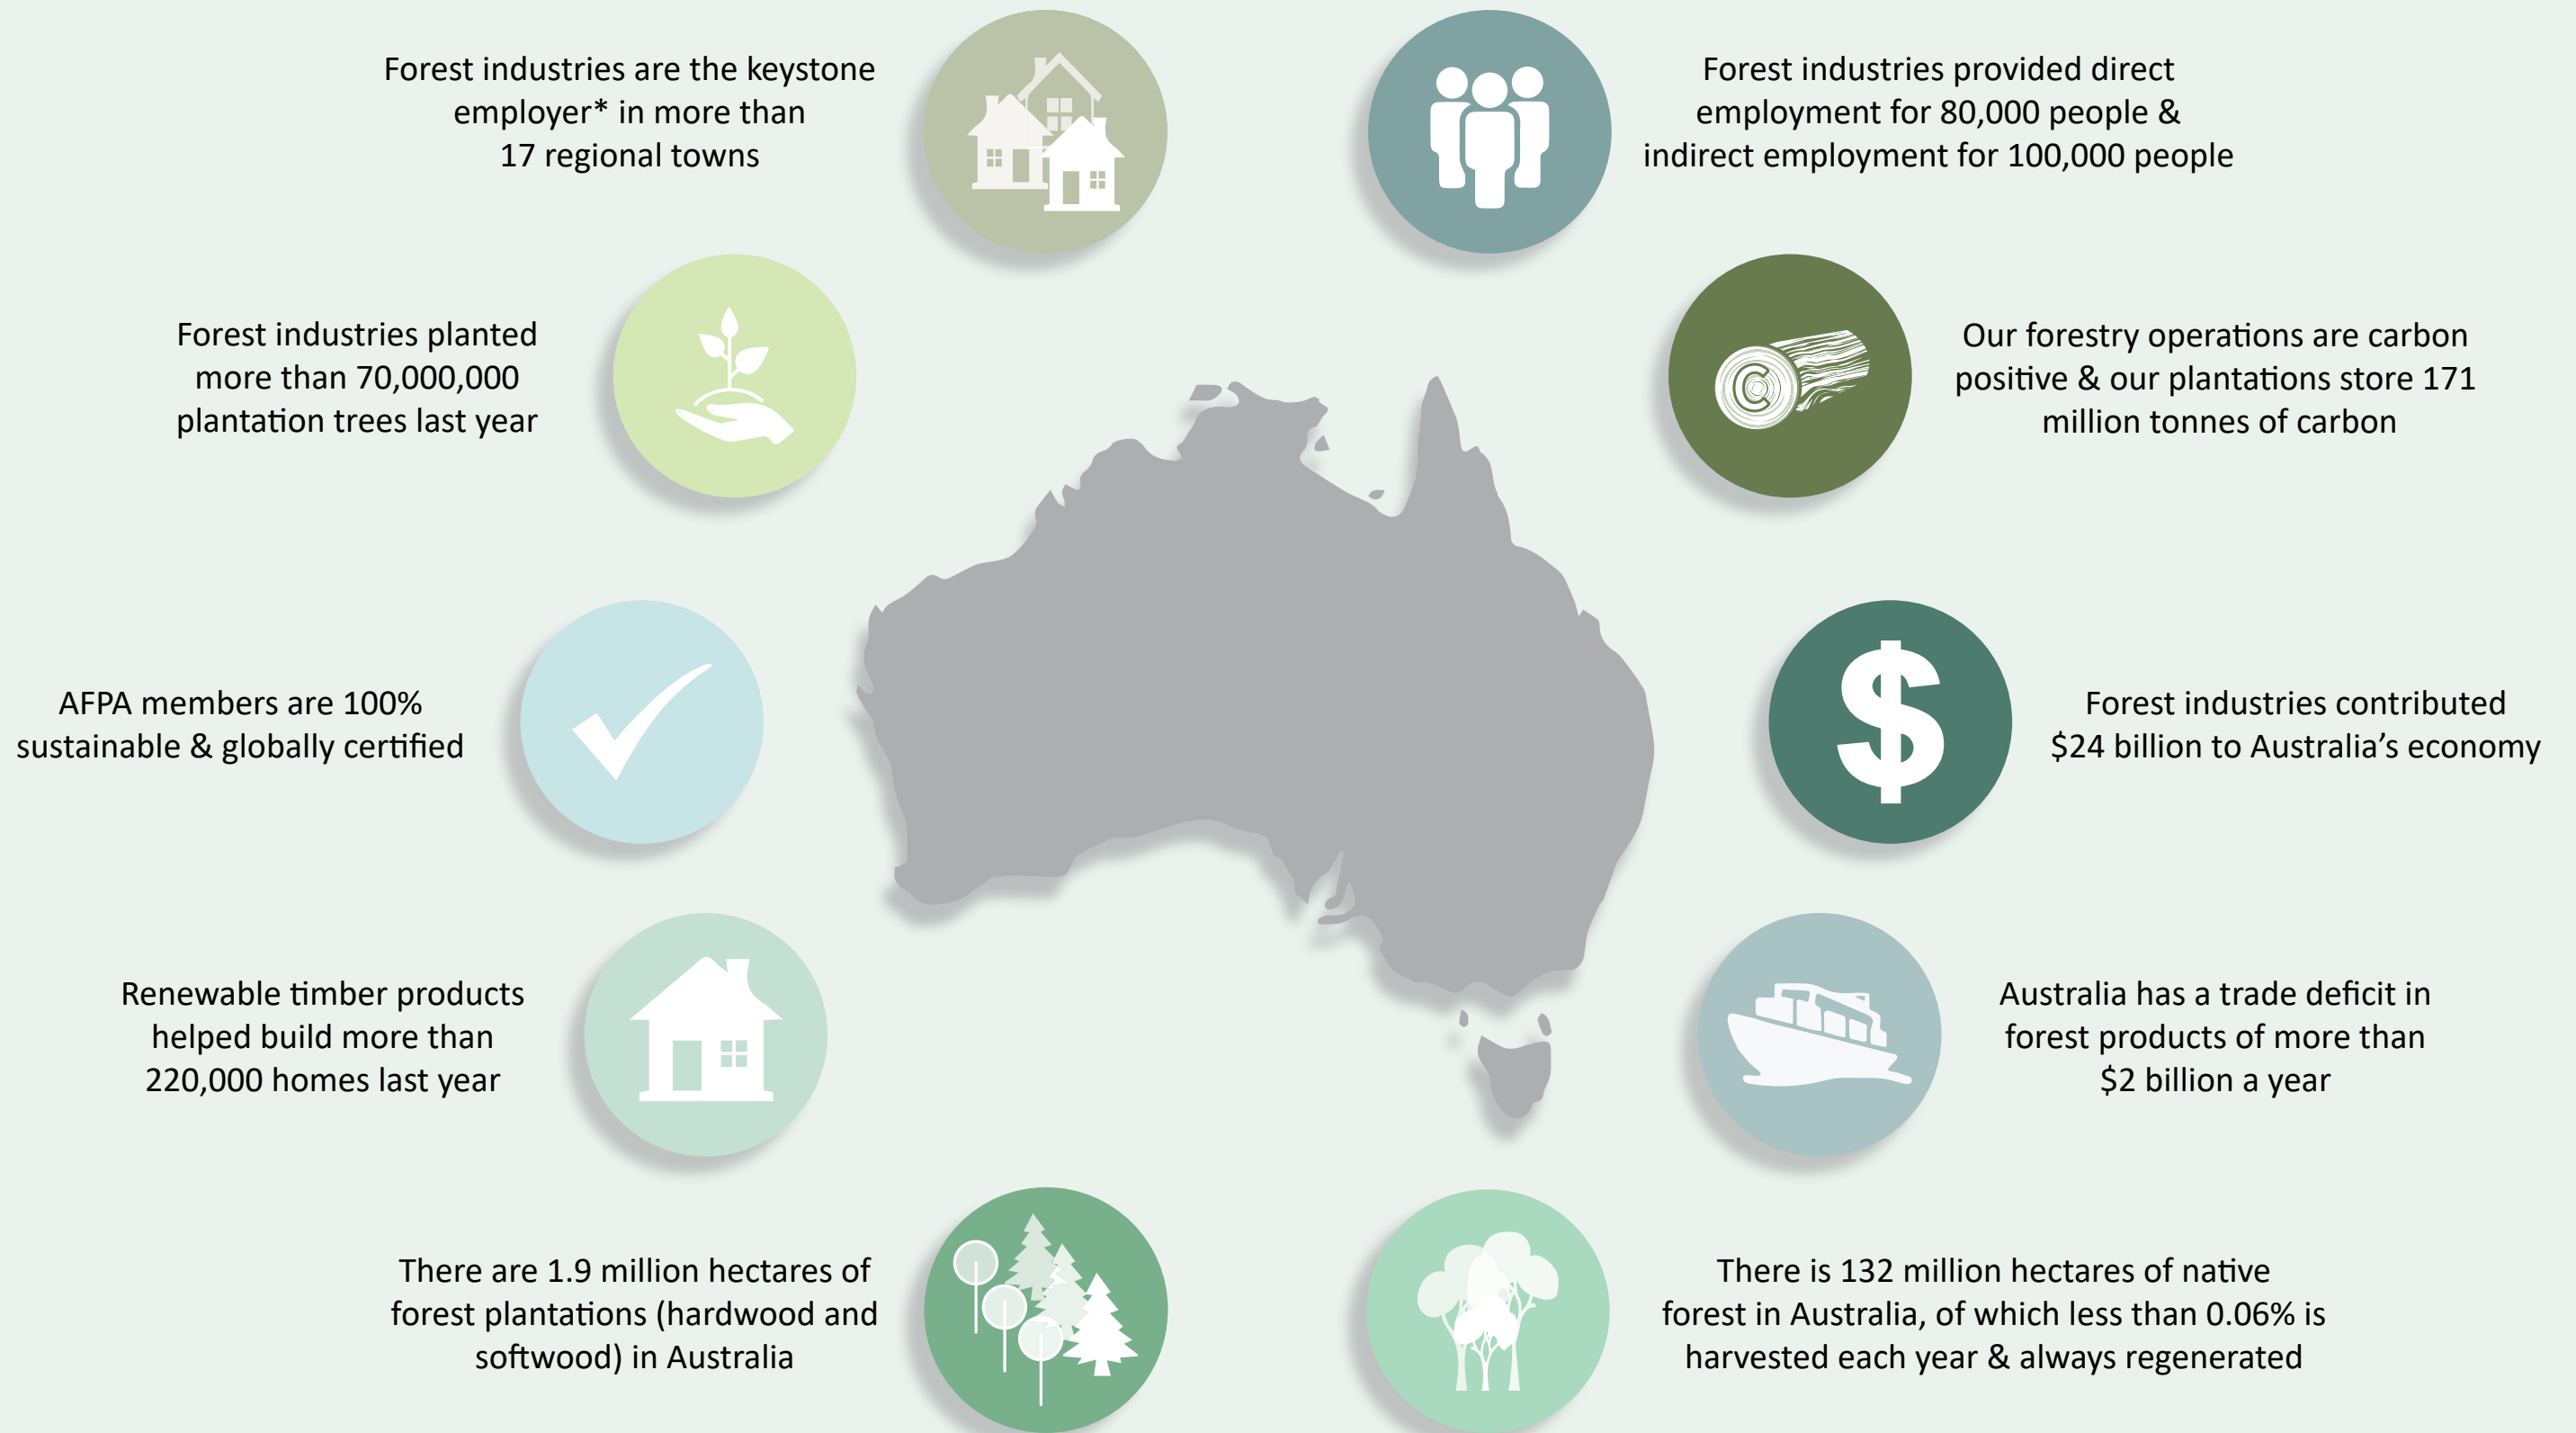 Forest industries are the keystone
employer* in more than
17 regional towns
Forest industries provided direct
employment for 80,000 people &
indirect employment for 100,000 people
Forest industries planted
more than 70,000,000
plantation trees last year
C
Our forestry operations are carbon
positive & our plantations store 171
million tonnes of carbon
AFPA members are 100%
sustainable & globally certified
$
Forest industries contributed
$24 billion to Australia’s economy
Renewable timber products
helped build more than
220,000 homes last year
Australia has a trade deficit in
forest products of more than
$2 billion a year
There are 1.9 million hectares of
forest plantations (hardwood and
softwood) in Australia
There is 132 million hectares of native
forest in Australia, of which less than 0.06% is
harvested each year & always regenerated